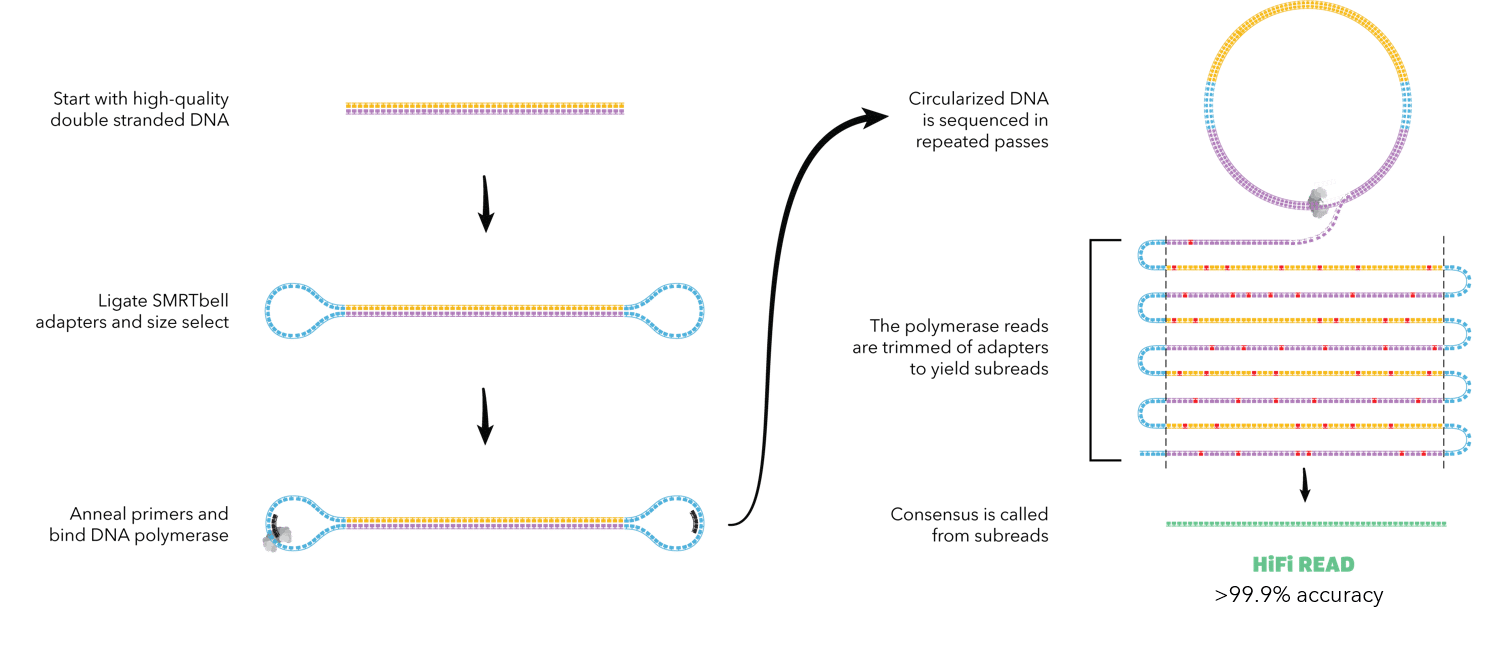 Start with high-quality
double stranded DNA
Ligate SMRTbell
adapters and size select
Anneal primers and
bind DNA polymerase
Circularized DNA
is sequenced in
repeated passes
The polymerase reads
are trimmed of adapters
to yield subreads
Consensus is called
from subreads
HiFi READ
>99.9% accuracy